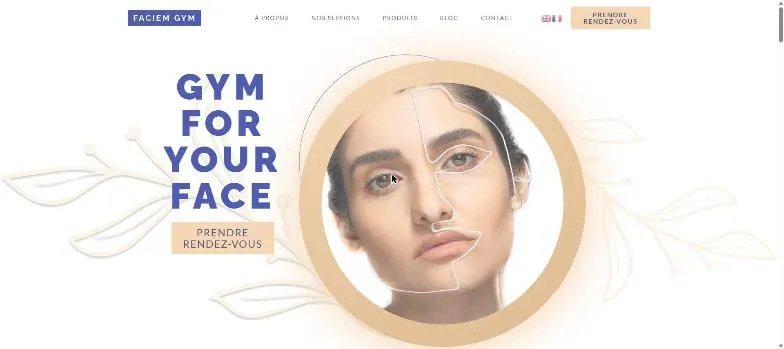 FACIEM GYM
À PROPOS
NOS SESSIONS
PRODUITS
BLOG
CONTACT
PRENDRE
RENDEZ-VOUS
GYM
FOR
YOUR
FACE
PRENDRE
RENDEZ-VOUS